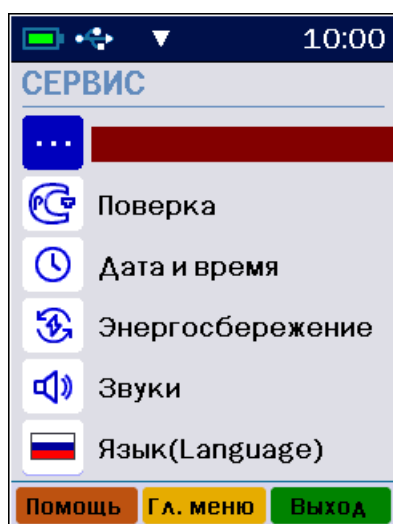 10:00
СЕРВИС
...
Поверка
Дата и время
Энергосбережение
Звуки
Язык(Language)
Помощь Гл. меню Выход